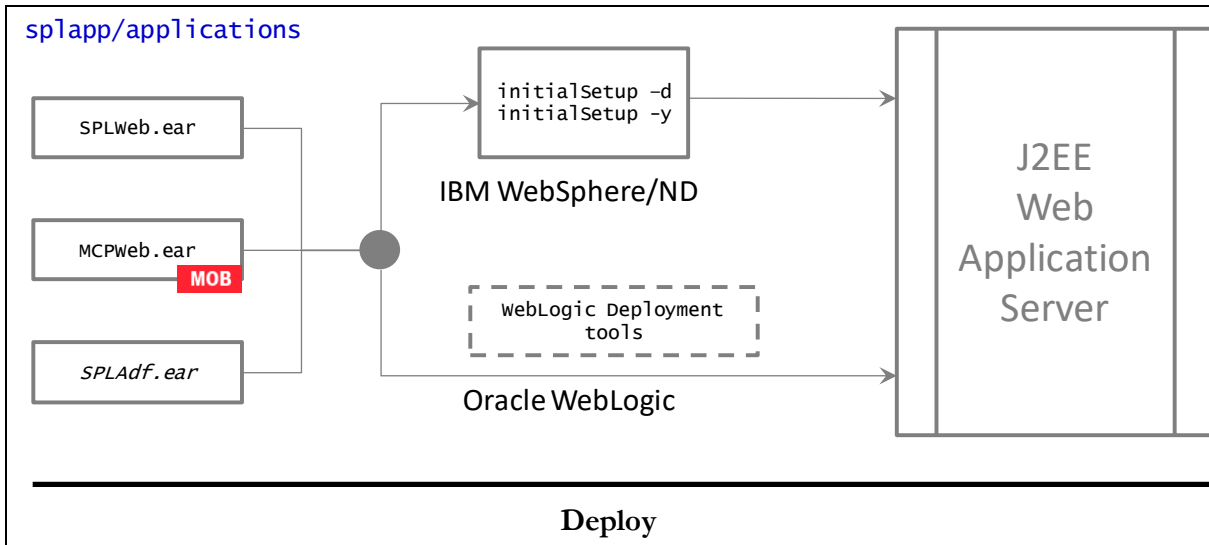 splapp/applications
SPLWeb.ear
MCPWeb.ear
MOB
SPLAdf.ear
initialSetup –d
initialSetup -y
IBM WebSphere/ND
WebLogic Deployment
tools
Oracle WebLogic
J2EE
Web
Application
Server
Deploy